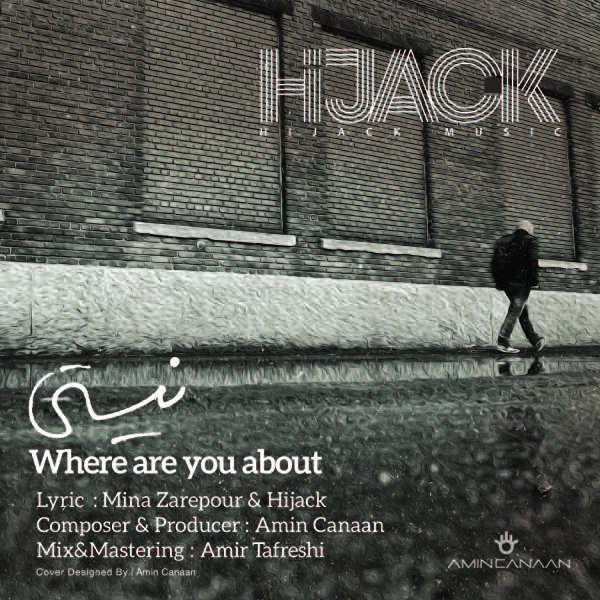 HIJACK
HIJACK MUSIC
نیستی
Where are you about
Lyric : Mina Zarepour & Hijack
Composer & Producer : Amin Canaan
Mix&Mastering : Amir Tafreshi
Cover Designed By / Amin Canaan
AMINCANAAN